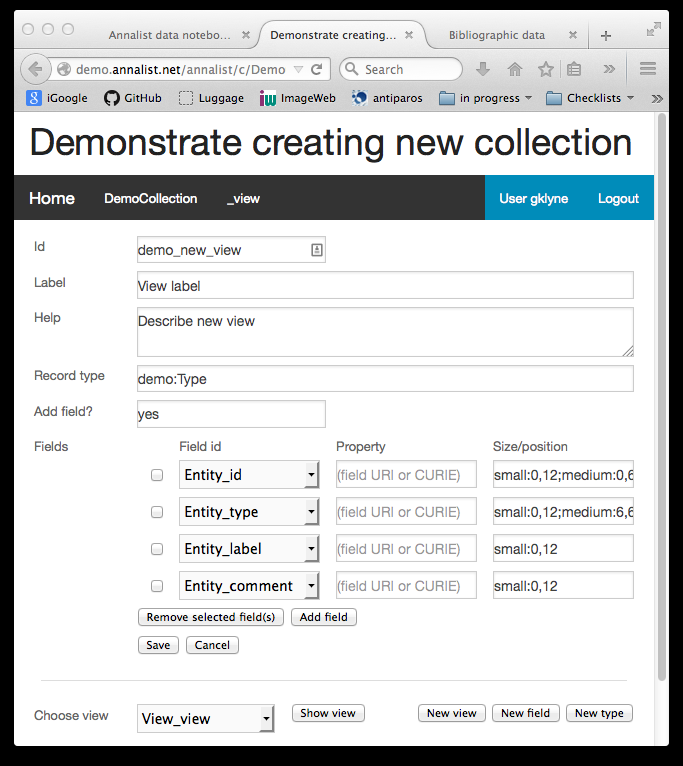 Annalist data notebo...
Demonstrate creating...
Bibliographic data
demo.annalist.net/annalist/c/Demo
Search
iGoogle GitHub Luggage ImageWeb antiparos in progress Checklists
Demonstrate creating new collection
Home DemoCollection _view User gklyne Logout
Id demo_new_view
Label View label
Help Describe new view
Record type demo:Type
Add field? yes
Fields Field id Property Size/position
Entity_id (field URI or CURIE) small:0,12;medium:0,6
Entity_type (field URI or CURIE) small:0,12;medium:6,6
Entity_label (field URI or CURIE) small:0,12
Entity_comment (field URI or CURIE) small:0,12
Remove selected field(s) Add field
Save Cancel
Choose view View_view Show view New view New field New type